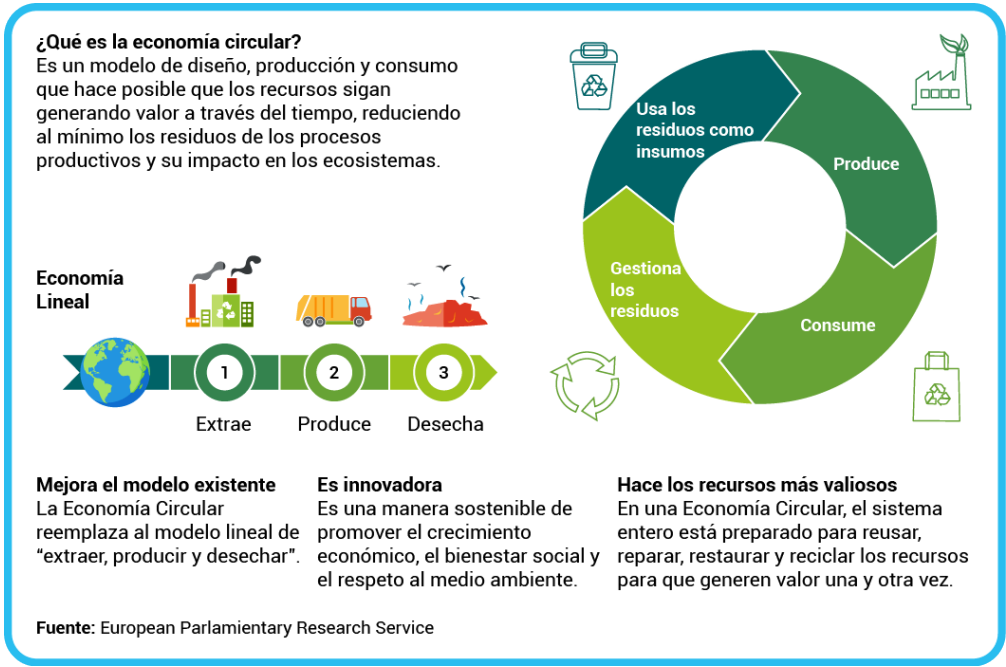 ¿Qué es la economía circular?
Es un modelo de diseño, producción y consumo
que hace posible que los recursos sigan
generando valor a través del tiempo, reduciendo
al mínimo los residuos de los procesos
productivos y su impacto en los ecosistemas.
Usa los
residuos como
insumos
Produce
Consume
Gestiona
los
residuos
Economía
Lineal
1
2
3
Extrae
Produce
Desecha
Mejora el modelo existente
La Economía Circular
reemplaza al modelo lineal de
“extraer, producir y desechar”.
Es innovadora
Es una manera sostenible de
promover el crecimiento
económico, el bienestar social y
el respeto al medio ambiente.
Hace los recursos más valiosos
En una Economía Circular, el sistema
entero está preparado para reusar,
reparar, restaurar y reciclar los recursos
para que generen valor una y otra vez.
Fuente: European Parlamientary Research Service